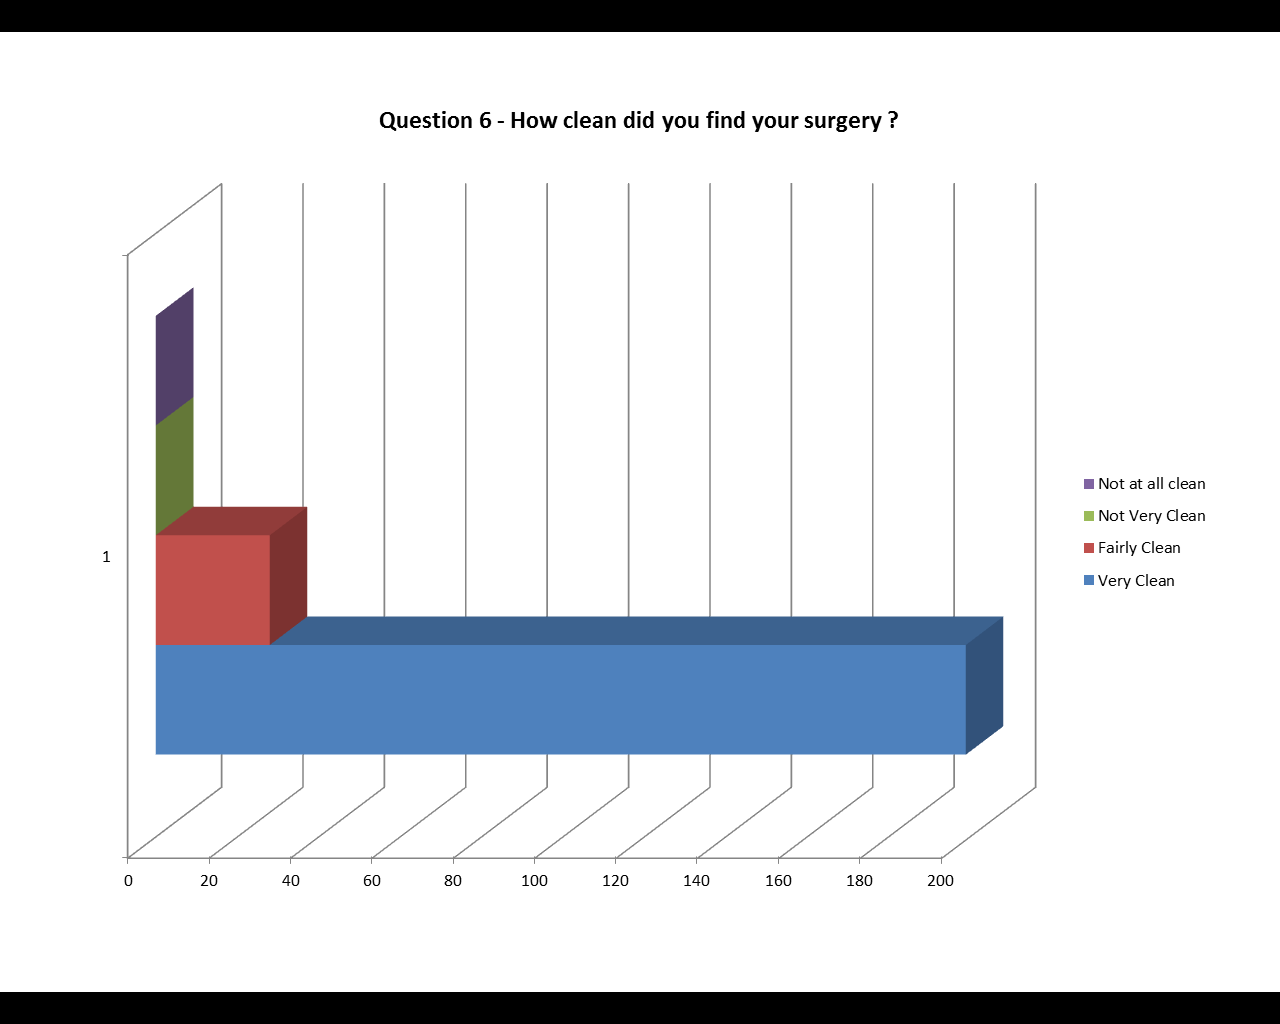 Question 6 - How clean did you find your surgery ?
Not at all clean
Not Very Clean
Fairly Clean
Very Clean
1
0 20 40 60 80 100 120 140 160 180 200